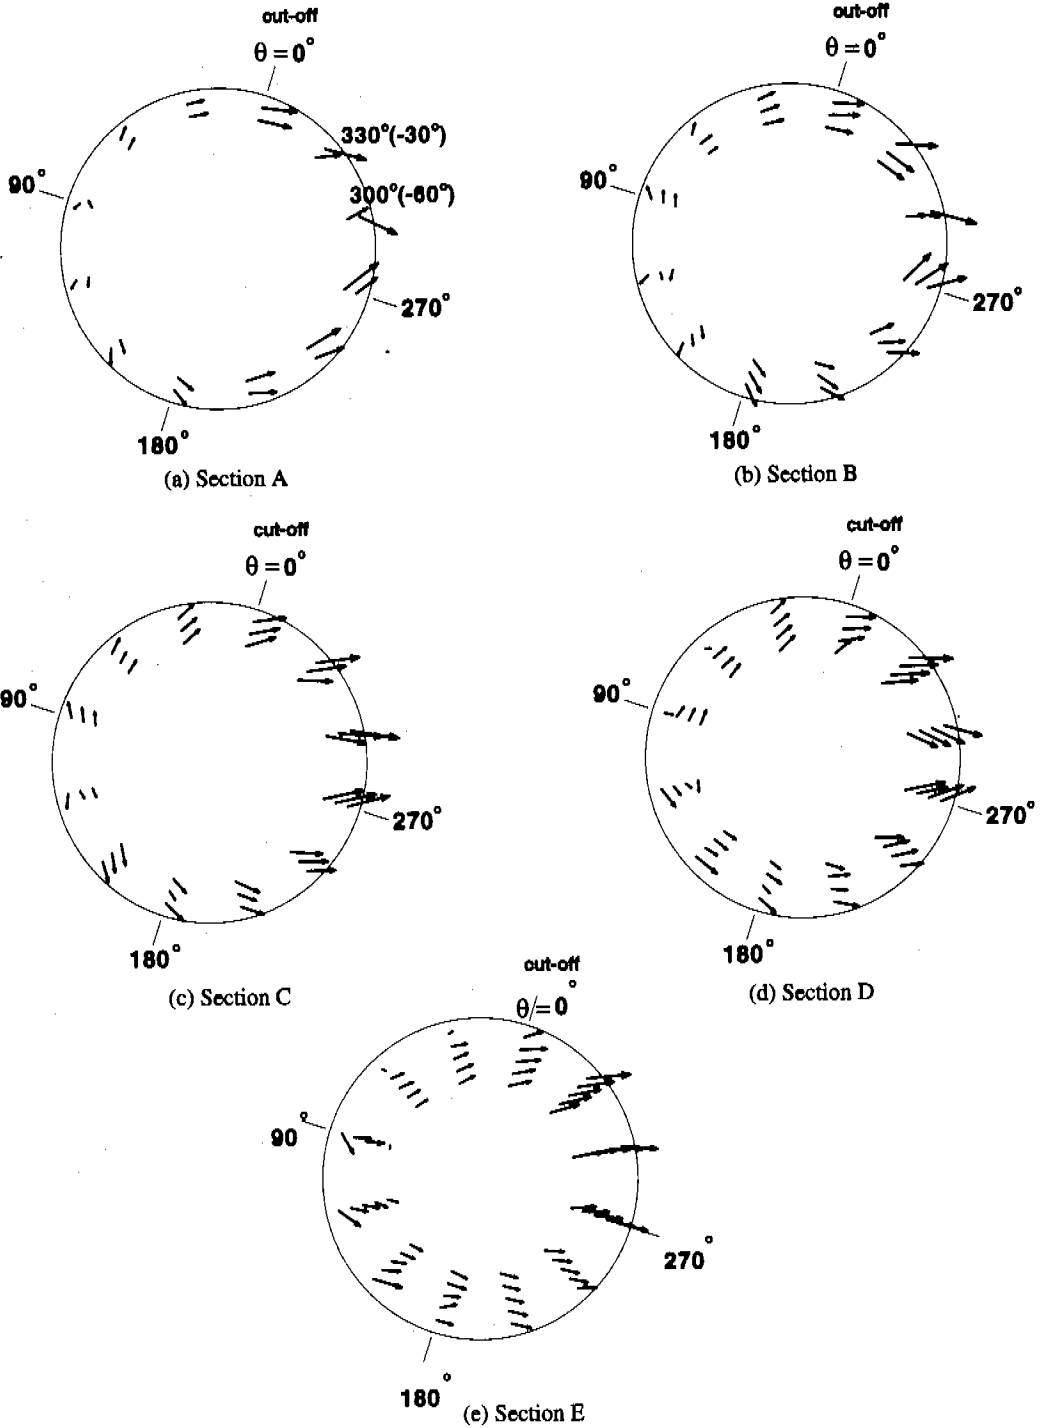 cut-off
θ = 0°
330°(-30°)
300°(-60°)
90°
270°
180°
(a) Section A
cut-off
θ = 0°
90°
270°
180°
(b) Section B
cut-off
θ = 0°
90°
270°
180°
(c) Section C
cut-off
θ = 0°
90°
270°
180°
(d) Section D
cut-off
θ = 0°
90°
270°
180°
(e) Section E